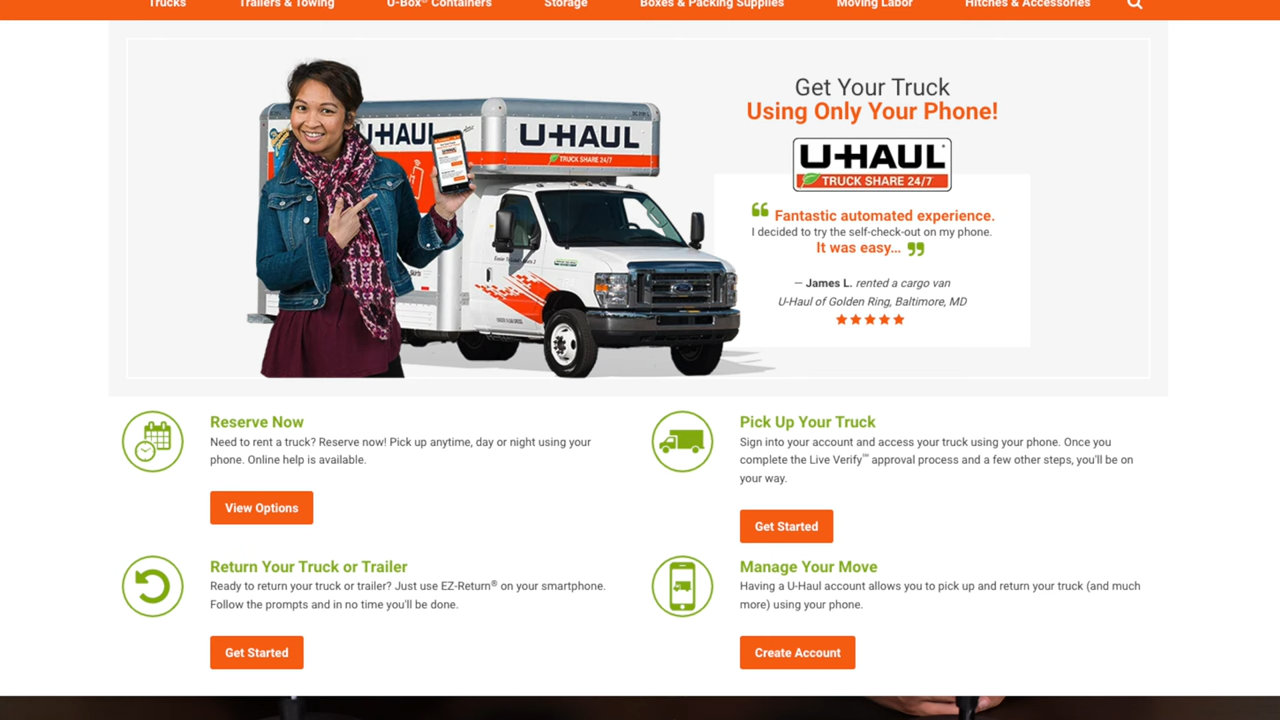 Trucks
Trailers & Towing
U-Box® Containers
Storage
Boxes & Packing Supplies
Moving Labor
Hitches & Accessories
U-HAUL
U-HAUL
TRUCK SHARE 24/7
Get Your Truck
Using Only Your Phone!
U-HAUL
TRUCK SHARE 24/7
“ Fantastic automated experience.
I decided to try the self-check-out on my phone.
It was easy... ”
— James L. rented a cargo van
U-Haul of Golden Ring, Baltimore, MD
Reserve Now
Need to rent a truck? Reserve now! Pick up anytime, day or night using your
phone. Online help is available.
View Options
Pick Up Your Truck
Sign into your account and access your truck using your phone. Once you
complete the Live Verify℠ approval process and a few other steps, you'll be on
your way.
Get Started
Return Your Truck or Trailer
Ready to return your truck or trailer? Just use EZ-Return® on your smartphone.
Follow the prompts and in no time you'll be done.
Get Started
Manage Your Move
Having a U-Haul account allows you to pick up and return your truck (and much
more) using your phone.
Create Account